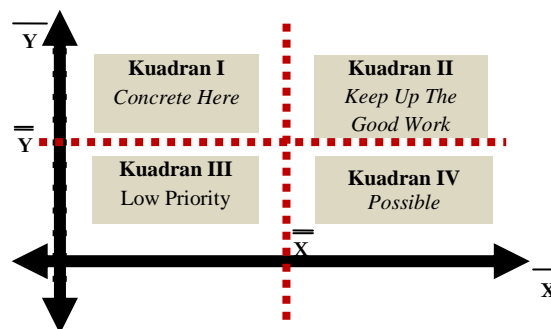 Y
Kuadran I
Concrete Here
Kuadran II
Keep Up The
Good Work
Y
Kuadran III
Low Priority
Kuadran IV
Possible
X
X